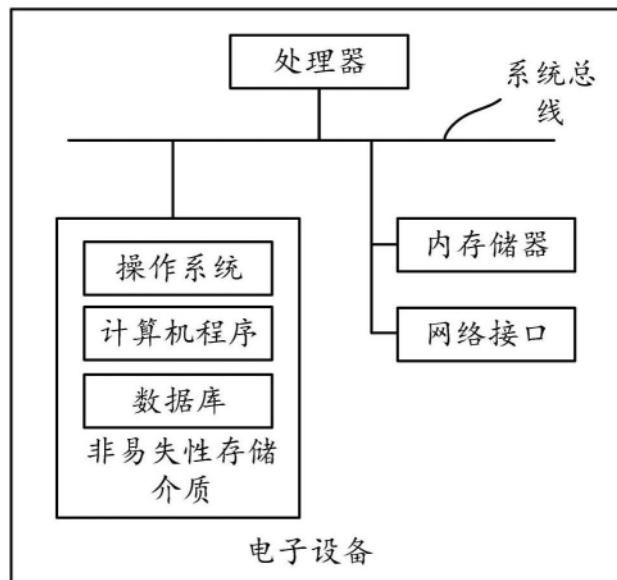 处理器
系统总
线
操作系统
计算机程序
数据库
非易失性存储
介质
内存储器
网络接口
电子设备